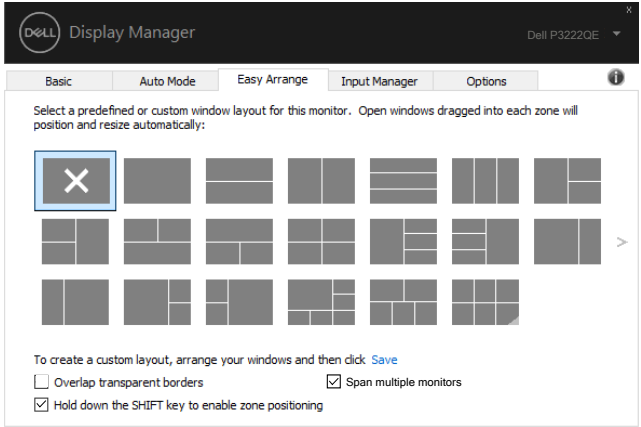 x
DELL Display Manager
Dell P3222QE
Basic Auto Mode Easy Arrange Input Manager Options i
Select a predefined or custom window layout for this monitor. Open windows dragged into each zone will
position and resize automatically:
>
To create a custom layout, arrange your windows and then click Save
Overlap transparent borders Span multiple monitors
Hold down the SHIFT key to enable zone positioning